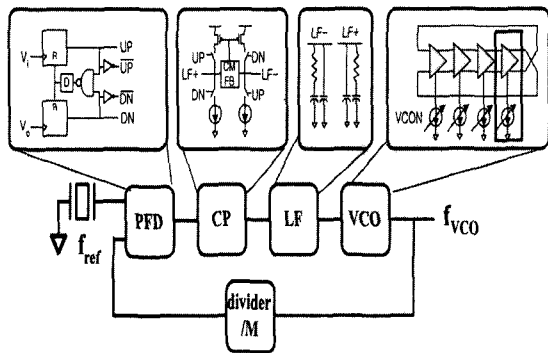 V_i R UP
UP
D
DN
V_o R DN
UP DN
LF+ CM FB LF-
DN UP
LF- LF+
VCON
PFD CP LF VCO f_VCO
f_ref
divider
/M